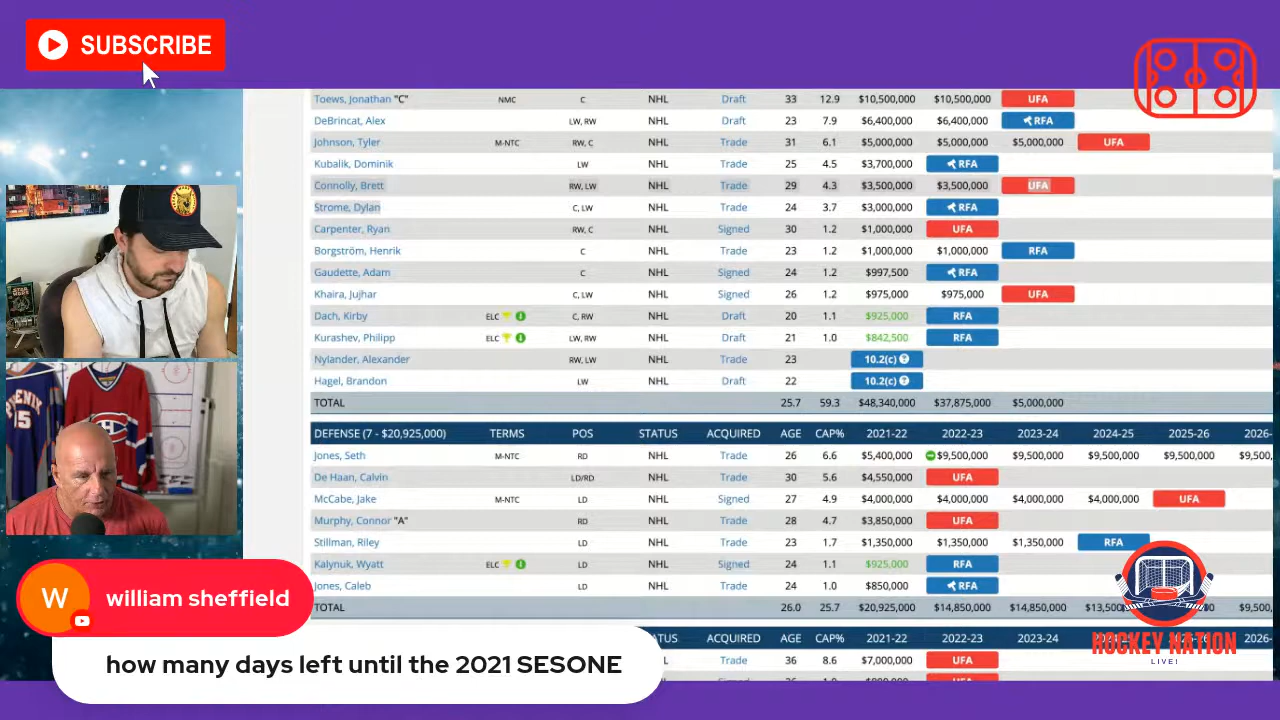 SUBSCRIBE
Toews, Jonathan "C" NMC C NHL Draft 33 12.9 $10,500,000 $10,500,000 UFA
DeBrincat, Alex LW, RW NHL Draft 23 7.9 $6,400,000 $6,400,000 RFA
Johnson, Tyler M-NTC RW, C NHL Trade 31 6.1 $5,000,000 $5,000,000 $5,000,000 UFA
Kubalik, Dominik LW NHL Trade 25 4.5 $3,700,000 RFA
Connolly, Brett RW, LW NHL Trade 29 4.3 $3,500,000 $3,500,000 UFA
Strome, Dylan C, LW NHL Trade 24 3.7 $3,000,000 RFA
Carpenter, Ryan RW, C NHL Signed 30 1.2 $1,000,000 UFA
Borgström, Henrik C NHL Trade 23 1.2 $1,000,000 $1,000,000 RFA
Gaudette, Adam C NHL Signed 24 1.2 $997,500 RFA
Khaira, Jujhar C, LW NHL Signed 26 1.2 $975,000 $975,000 UFA
Dach, Kirby ELC C, RW NHL Draft 20 1.1 $925,000 RFA
Kurashev, Philipp ELC LW, RW NHL Draft 21 1.0 $842,500 RFA
Nylander, Alexander RW, LW NHL Trade 23 10.2(c)
Hagel, Brandon LW NHL Draft 22 10.2(c)
TOTAL 25.7 59.3 $48,340,000 $37,875,000 $5,000,000
DEFENSE (7 - $20,925,000) TERMS POS STATUS ACQUIRED AGE CAP% 2021-22 2022-23 2023-24 2024-25 2025-26 2026-
Jones, Seth M-NTC RD NHL Trade 26 6.6 $5,400,000 $9,500,000 $9,500,000 $9,500,000 $9,500,000 $9,500,
De Haan, Calvin LD/RD NHL Trade 30 5.6 $4,550,000 UFA
McCabe, Jake M-NTC LD NHL Signed 27 4.9 $4,000,000 $4,000,000 $4,000,000 $4,000,000 UFA
Murphy, Connor "A" RD NHL Trade 28 4.7 $3,850,000 UFA
Stillman, Riley LD NHL Trade 23 1.7 $1,350,000 $1,350,000 $1,350,000 RFA
Kalynuk, Wyatt ELC LD NHL Signed 24 1.1 $925,000 RFA
Jones, Caleb LD NHL Trade 24 1.0 $850,000 RFA
TOTAL 26.0 25.7 $20,925,000 $14,850,000 $14,850,000 $9,500,
ATUS ACQUIRED AGE CAP% 2021-22 2022-23 2023-24
L Trade 36 8.6 $7,000,000 UFA
PHOENIX
15
W
william sheffield
how many days left until the 2021 SESONE
HOCKEY NATION
LIVE!